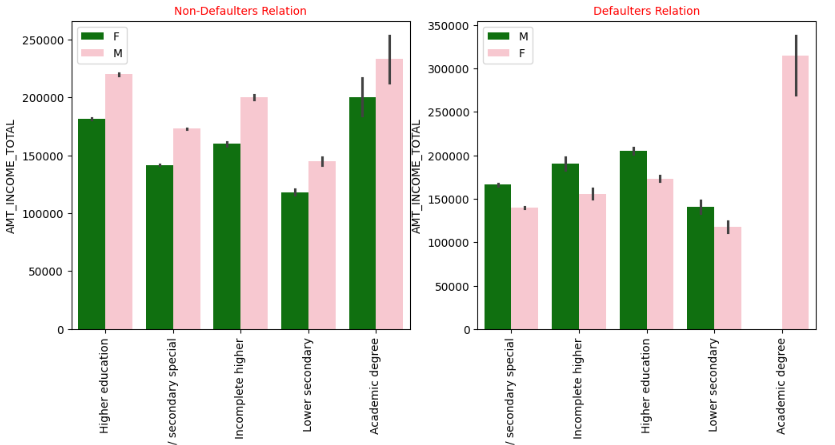 Non-Defaulters Relation
F
M
AMT_INCOME_TOTAL
250000
200000
150000
100000
50000
0
Higher education
/ secondary special
Incomplete higher
Lower secondary
Academic degree
Defaulters Relation
M
F
AMT_INCOME_TOTAL
350000
300000
250000
200000
150000
100000
50000
0
/ secondary special
Incomplete higher
Higher education
Lower secondary
Academic degree